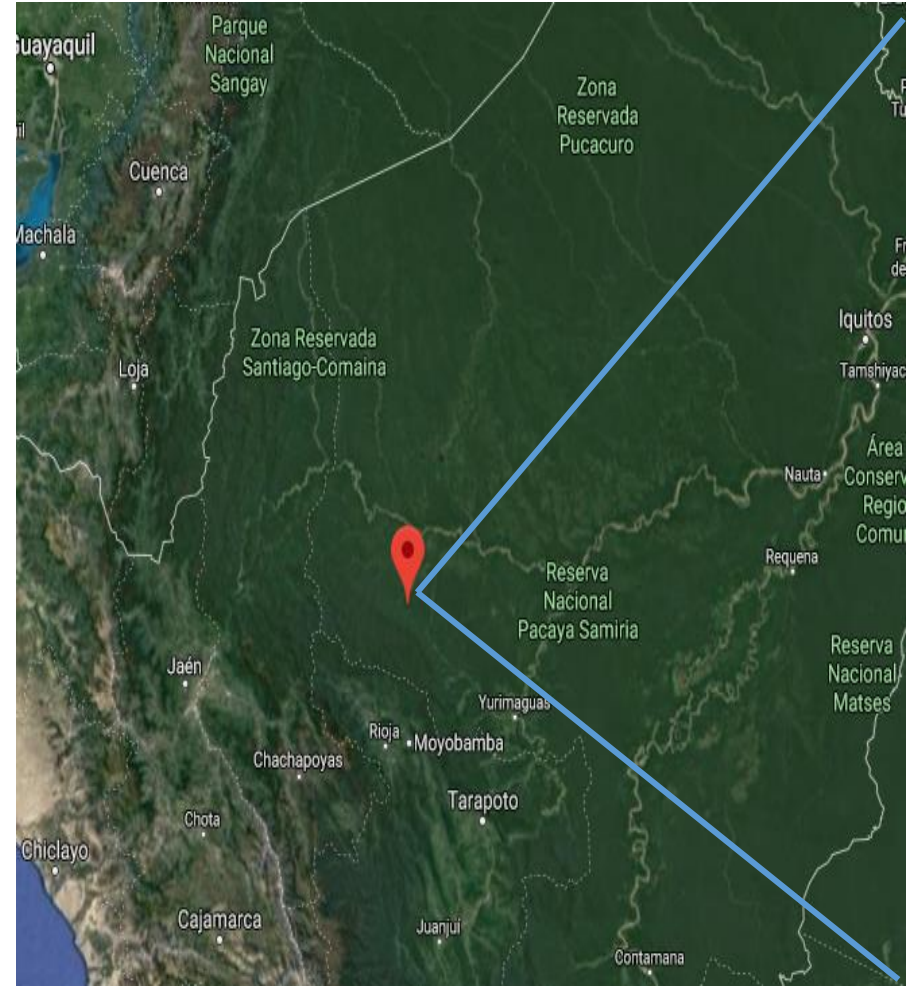 Guayaquil
Parque
Nacional
Sangay
Zona
Reservada
Pucacuro
Cuenca
Machala
Zona Reservada
Santiago-Comaina
Loja
Iquitos
Nauta
Requena
Reserva
Nacional
Pacaya Samiria
Reserva
Nacional
Matses
Jaén
Yurimaguas
Rioja
Moyobamba
Chachapoyas
Tarapoto
Chota
Chiclayo
Cajamarca
Juanjuí
Contamana
Tamshiyac
Área
Conserv
Regio
Comu